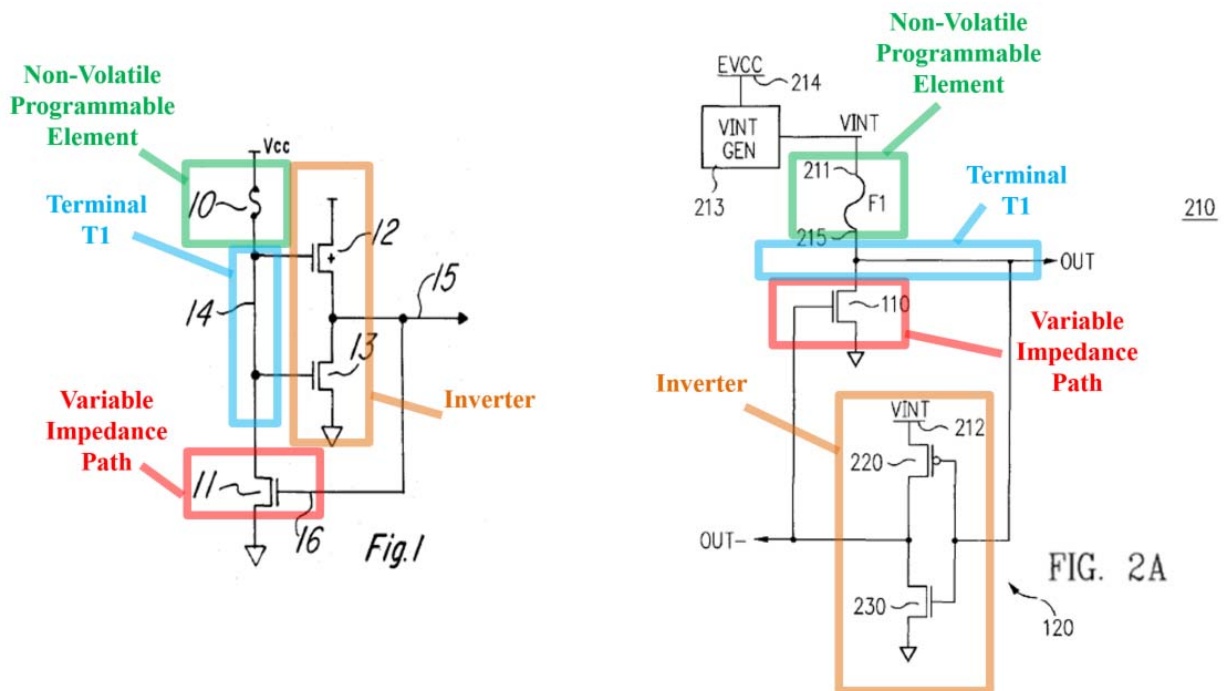 Non-Volatile
Programmable
Element
Vcc
10
Terminal
T1
12
14
15
13
Inverter
Variable
Impedance
Path
11
16
Fig.1
Non-Volatile
Programmable
Element
EVCC
214
VINT
GEN
VINT
213
211
F1
215
Terminal
T1
210
OUT
110
Variable
Impedance
Path
Inverter
VINT
212
220
OUT-
230
FIG. 2A
120